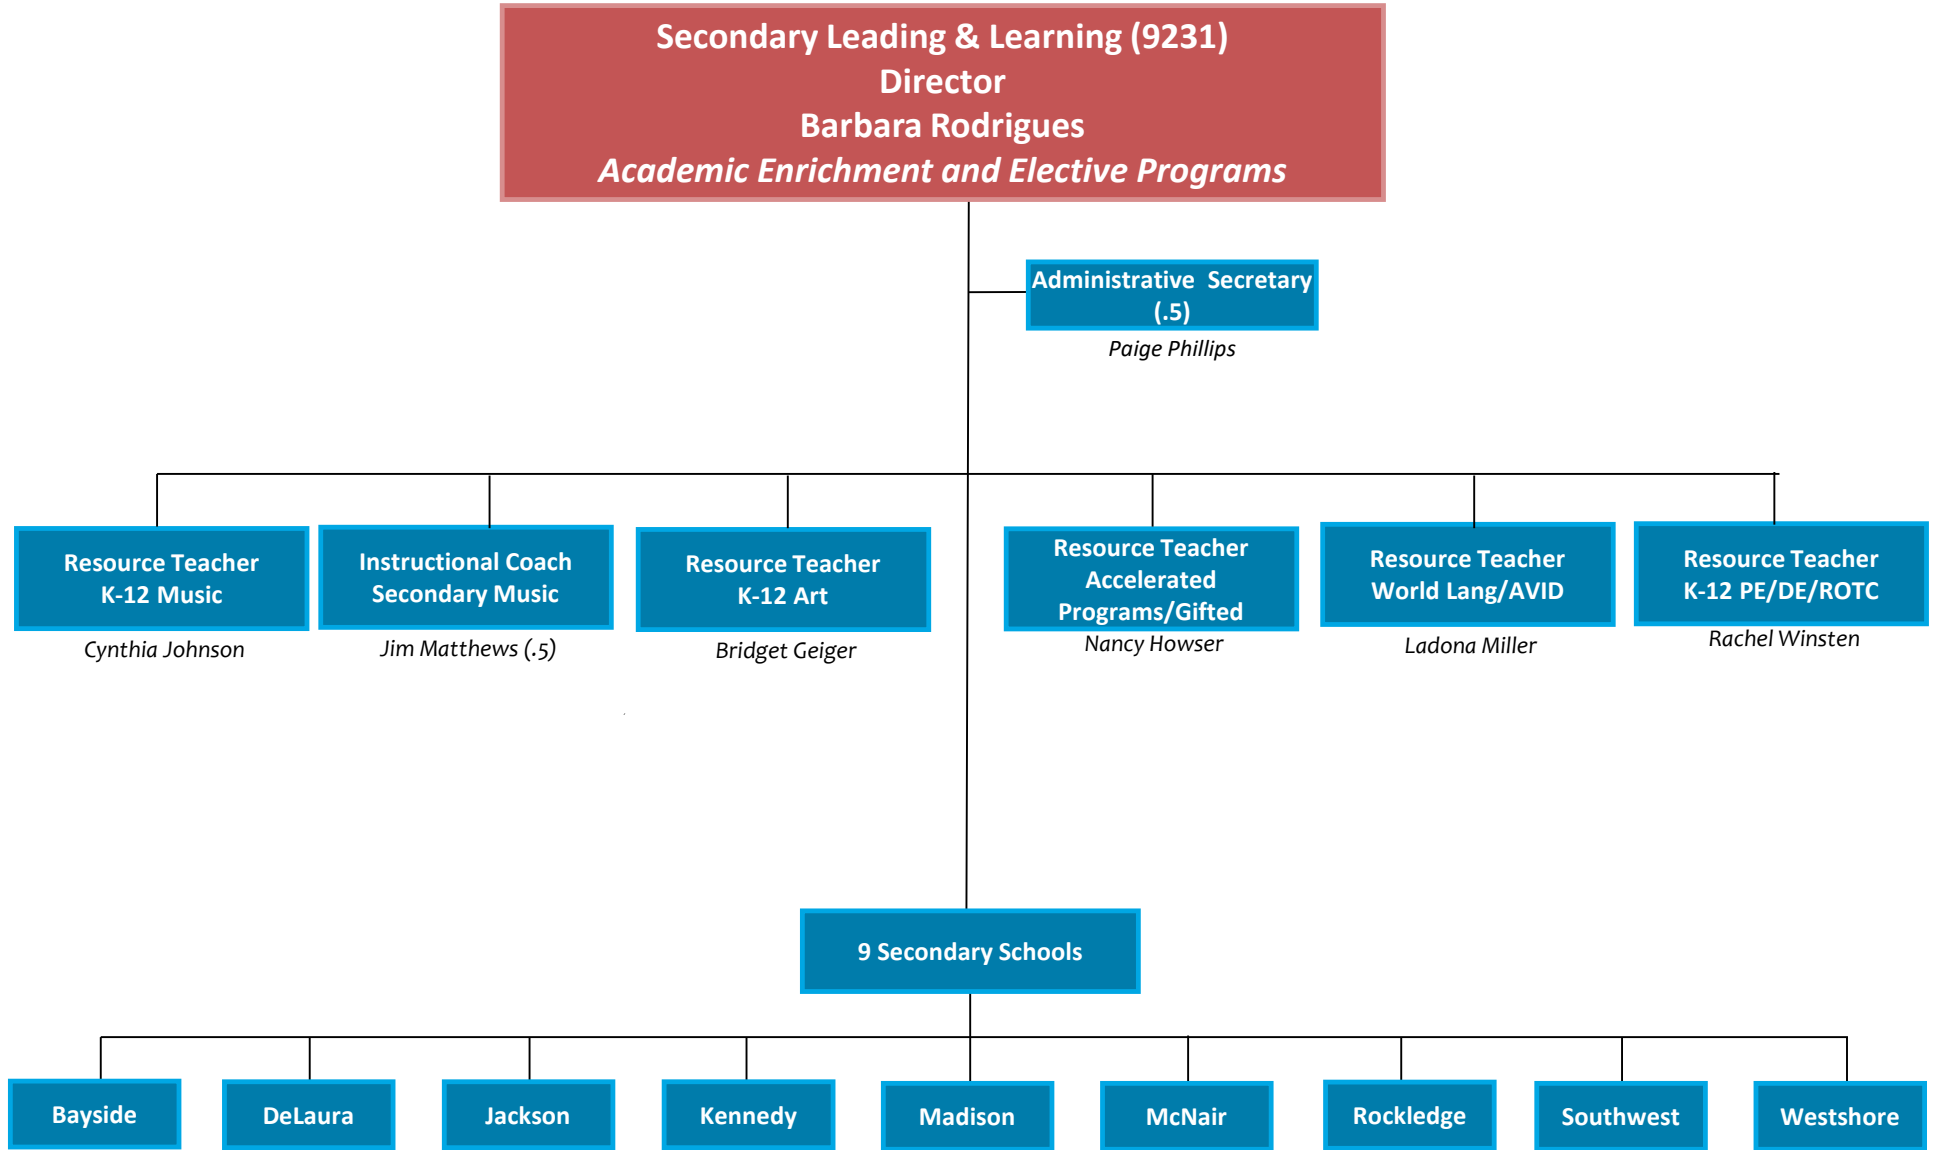 Secondary Leading & Learning (9231)
Director
Barbara Rodrigues
Academic Enrichment and Elective Programs
Administrative Secretary
(.5)
Paige Phillips
Resource Teacher
K-12 Music
Cynthia Johnson
Instructional Coach
Secondary Music
Jim Matthews (.5)
Resource Teacher
K-12 Art
Bridget Geiger
Resource Teacher
Accelerated
Programs/Gifted
Nancy Howser
Resource Teacher
World Lang/AVID
Ladona Miller
Resource Teacher
K-12 PE/DE/ROTC
Rachel Winsten
9 Secondary Schools
Bayside
DeLaura
Jackson
Kennedy
Madison
McNair
Rockledge
Southwest
Westshore